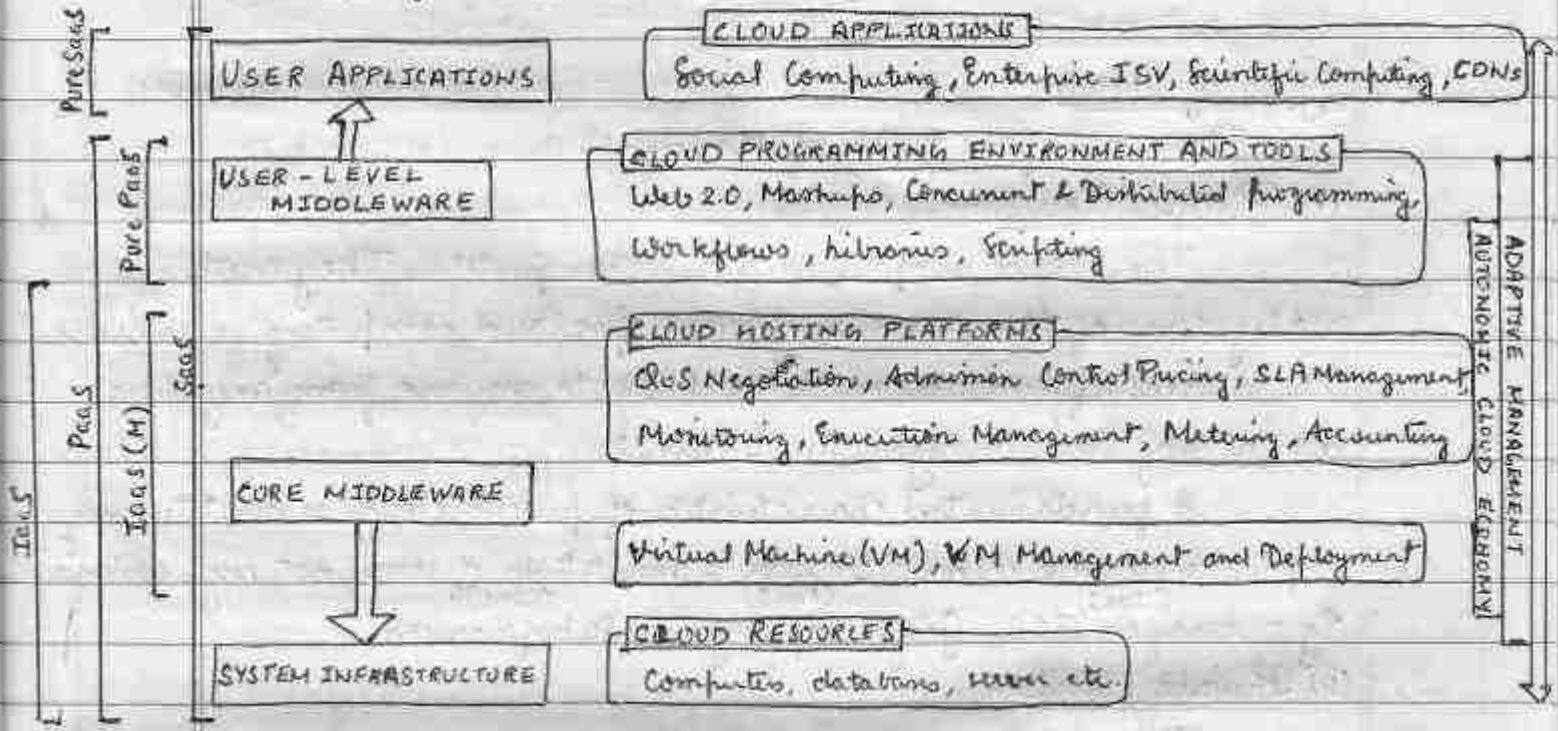 Pure SaaS
CLOUD APPLICATIONS
USER APPLICATIONS
Social Computing, Enterprise ISV, Scientific Computing, CDNs
Pure PaaS
USER-LEVEL
MIDDLEWARE
CLOUD PROGRAMMING ENVIRONMENT AND TOOLS
Web 2.0, Mashups, Concurrent & Distributed programming,
Workflows, libraries, Scripting
CLOUD HOSTING PLATFORMS
QoS Negotiation, Admission Control Pricing, SLA Management
Monitoring, Execution Management, Metering, Accounting
IaaS
PaaS
IaaS (M)
SaaS
CORE MIDDLEWARE
Virtual Machine (VM), VM Management and Deployment
CLOUD RESOURCES
SYSTEM INFRASTRUCTURE
Computers, databases, server etc.
AUTONOMIC CLOUD ECONOMY
ADAPTIVE MANAGEMENT